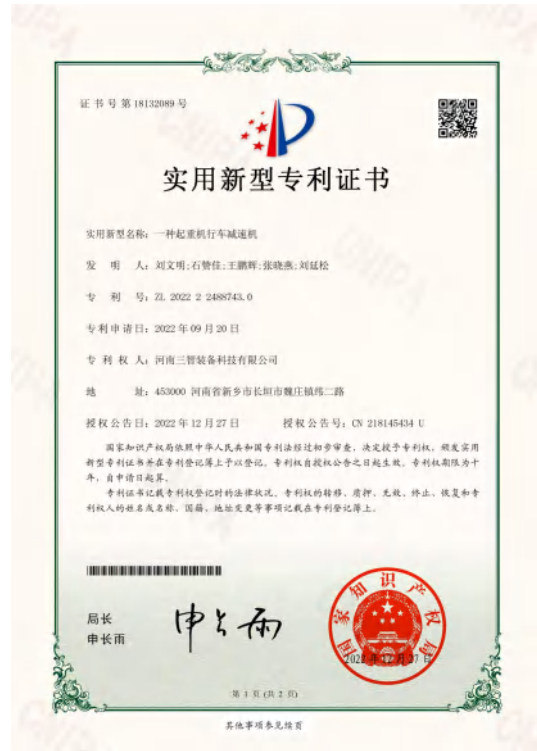 证书号第18132089号
实用新型专利证书
实用新型名称：一种起重机行车减速机
发明人：刘文明;石赞佳;王鹏辉;张晓燕;刘廷松
专利号：ZL 2022 2 2488743.0
专利申请日：2022年09月20日
专利权人：河南三智装备科技有限公司
地址：453000 河南省新乡市长垣市魏庄镇纬二路
授权公告日：2022年12月27日 授权公告号：CN 218145434 U
国家知识产权局依照中华人民共和国专利法经过初步审查，决定授予专利权，颁发实用
新型专利证书并在专利登记簿上予以登记。专利权自授权公告之日起生效。专利权期限为十
年，自申请日起算。
专利证书记载专利权登记时的法律状况。专利权的转移、质押、无效、终止、恢复和专
利权人的姓名或名称、国籍、地址变更等事项记载在专利登记簿上。
局长
申长雨
申长雨
国家知识产权局
2022年12月27日
第 1 页 (共 2 页)
其他事项参见续页